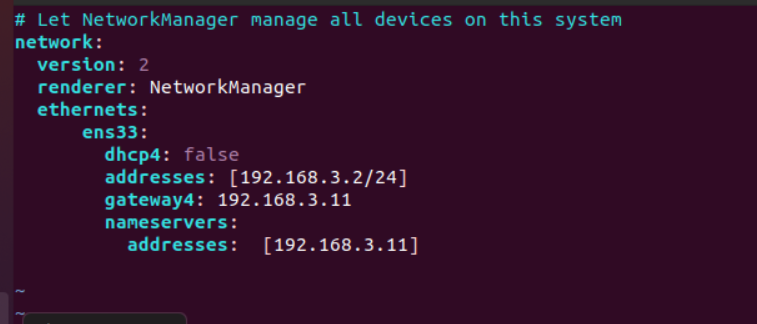 # Let NetworkManager manage all devices on this system
network:
  version: 2
  renderer: NetworkManager
  ethernets:
      ens33:
        dhcp4: false
        addresses: [192.168.3.2/24]
        gateway4: 192.168.3.11
        nameservers:
          addresses:  [192.168.3.11]
~
~